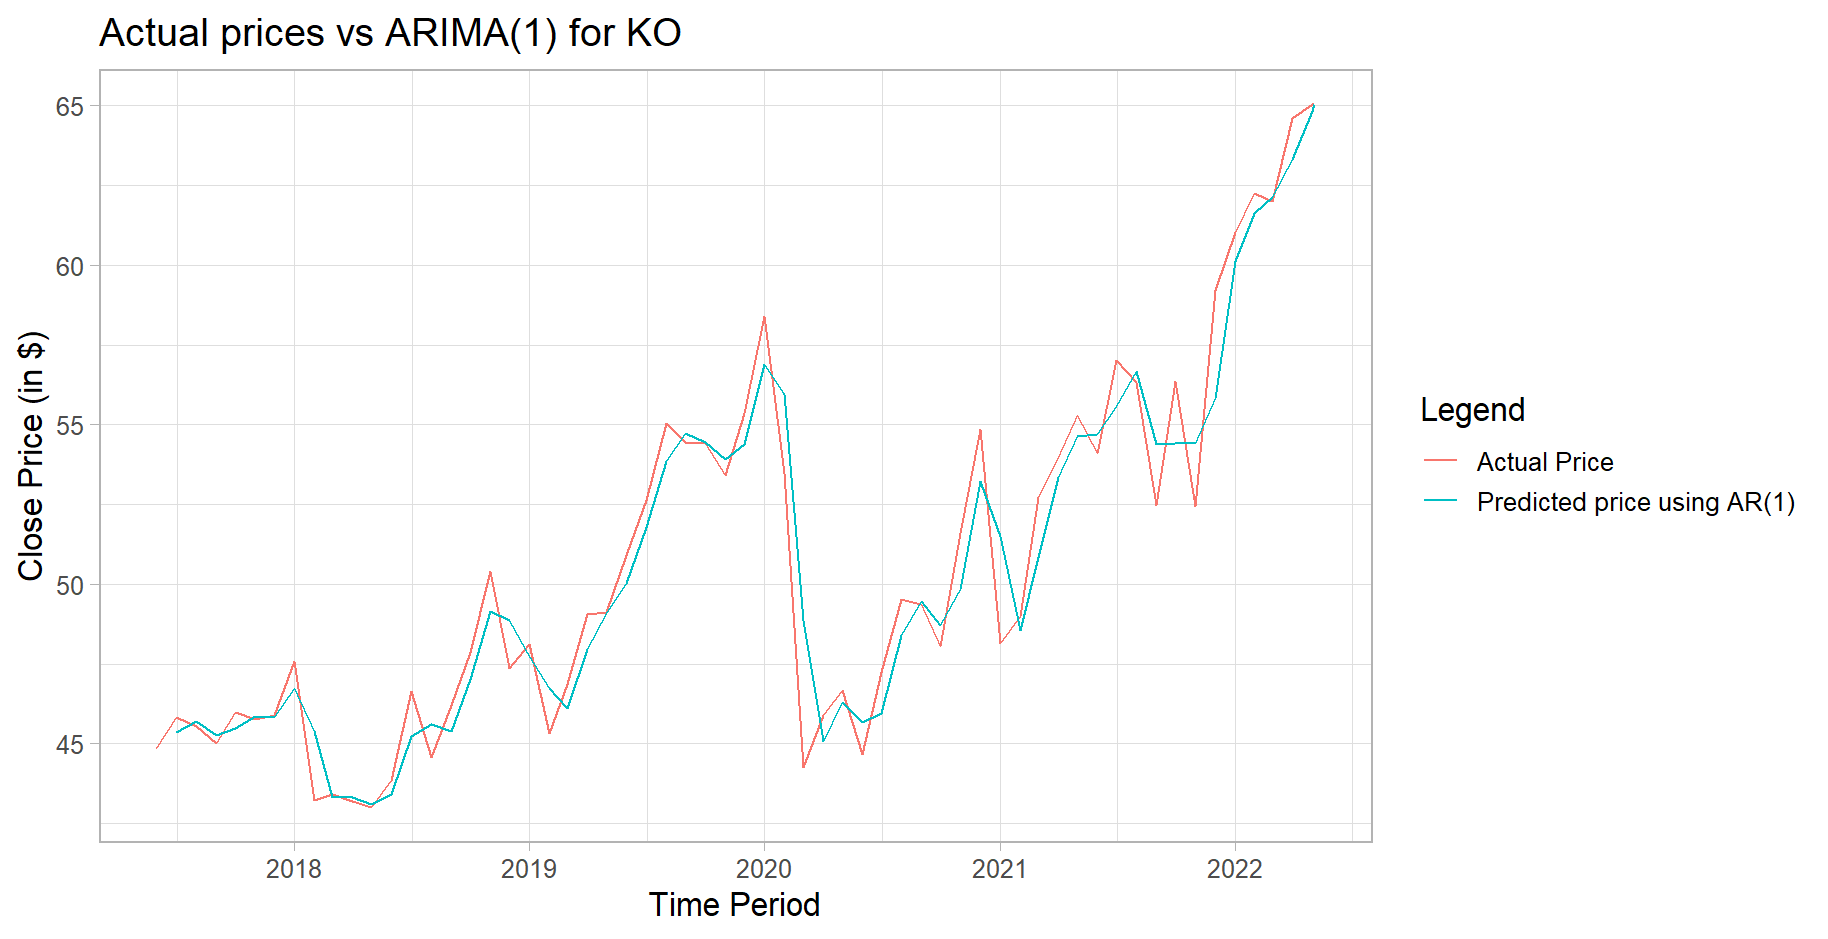 Actual prices vs ARIMA(1) for KO
65
60
55
50
45
Close Price (in $)
2018 2019 2020 2021 2022
Time Period
Legend
Actual Price
Predicted price using AR(1)